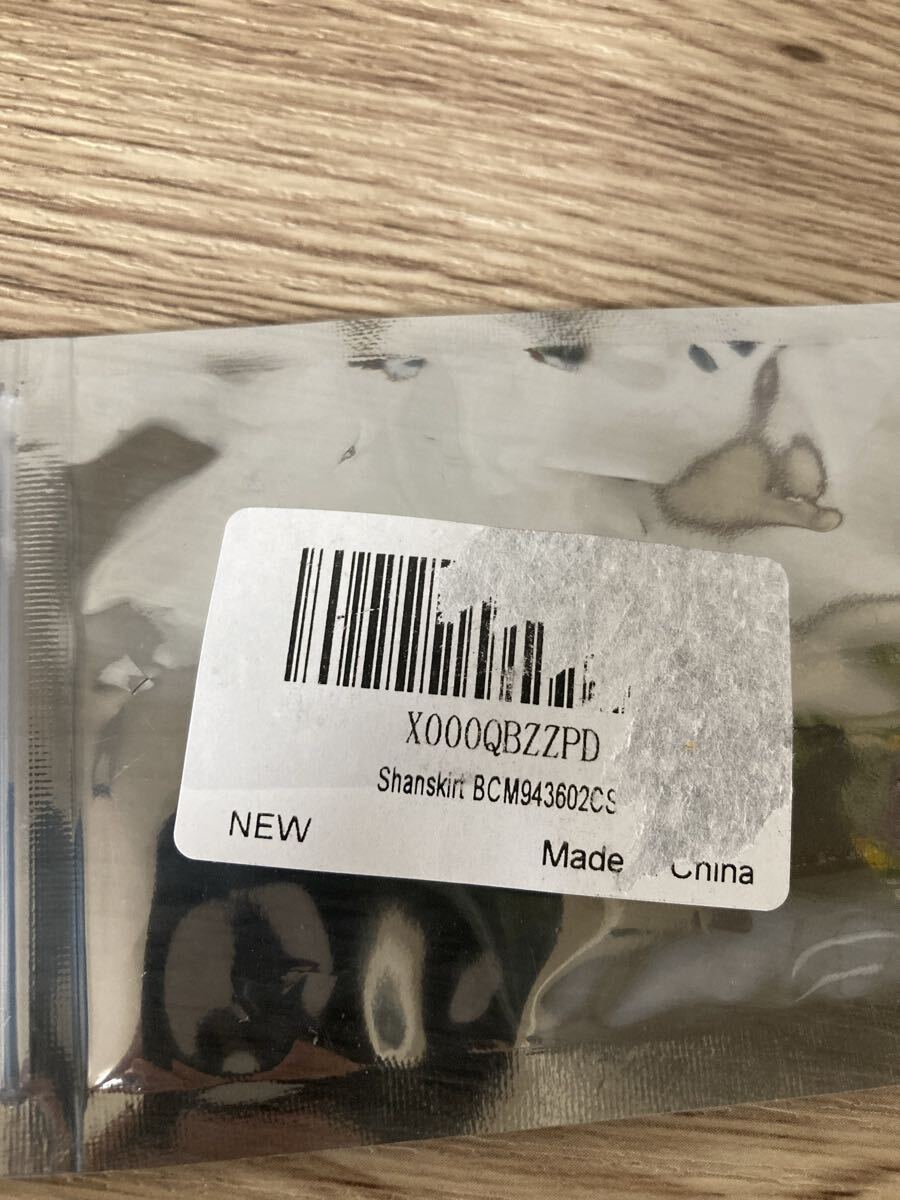 X000QBZZPD
Shanskirt BCM943602CS
NEW
Made China